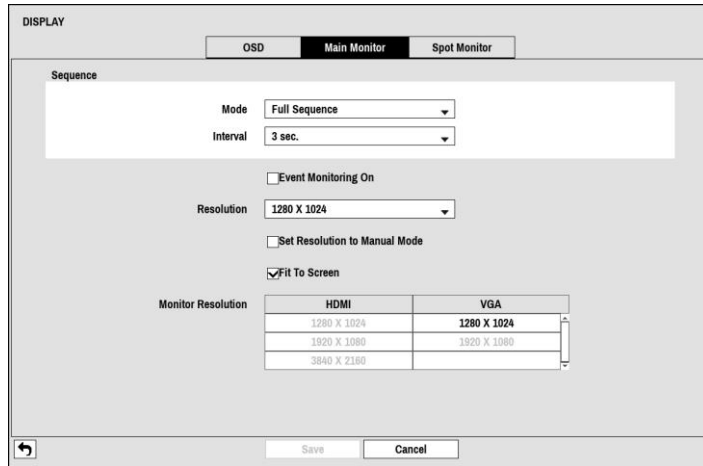 DISPLAY
OSD Main Monitor Spot Monitor
Sequence
Mode Full Sequence
Interval 3 sec.
Event Monitoring On
Resolution 1280 X 1024
Set Resolution to Manual Mode
Fit To Screen
Monitor Resolution HDMI VGA
1280 X 1024 1280 X 1024
1920 X 1080 1920 X 1080
3840 X 2160
Save Cancel